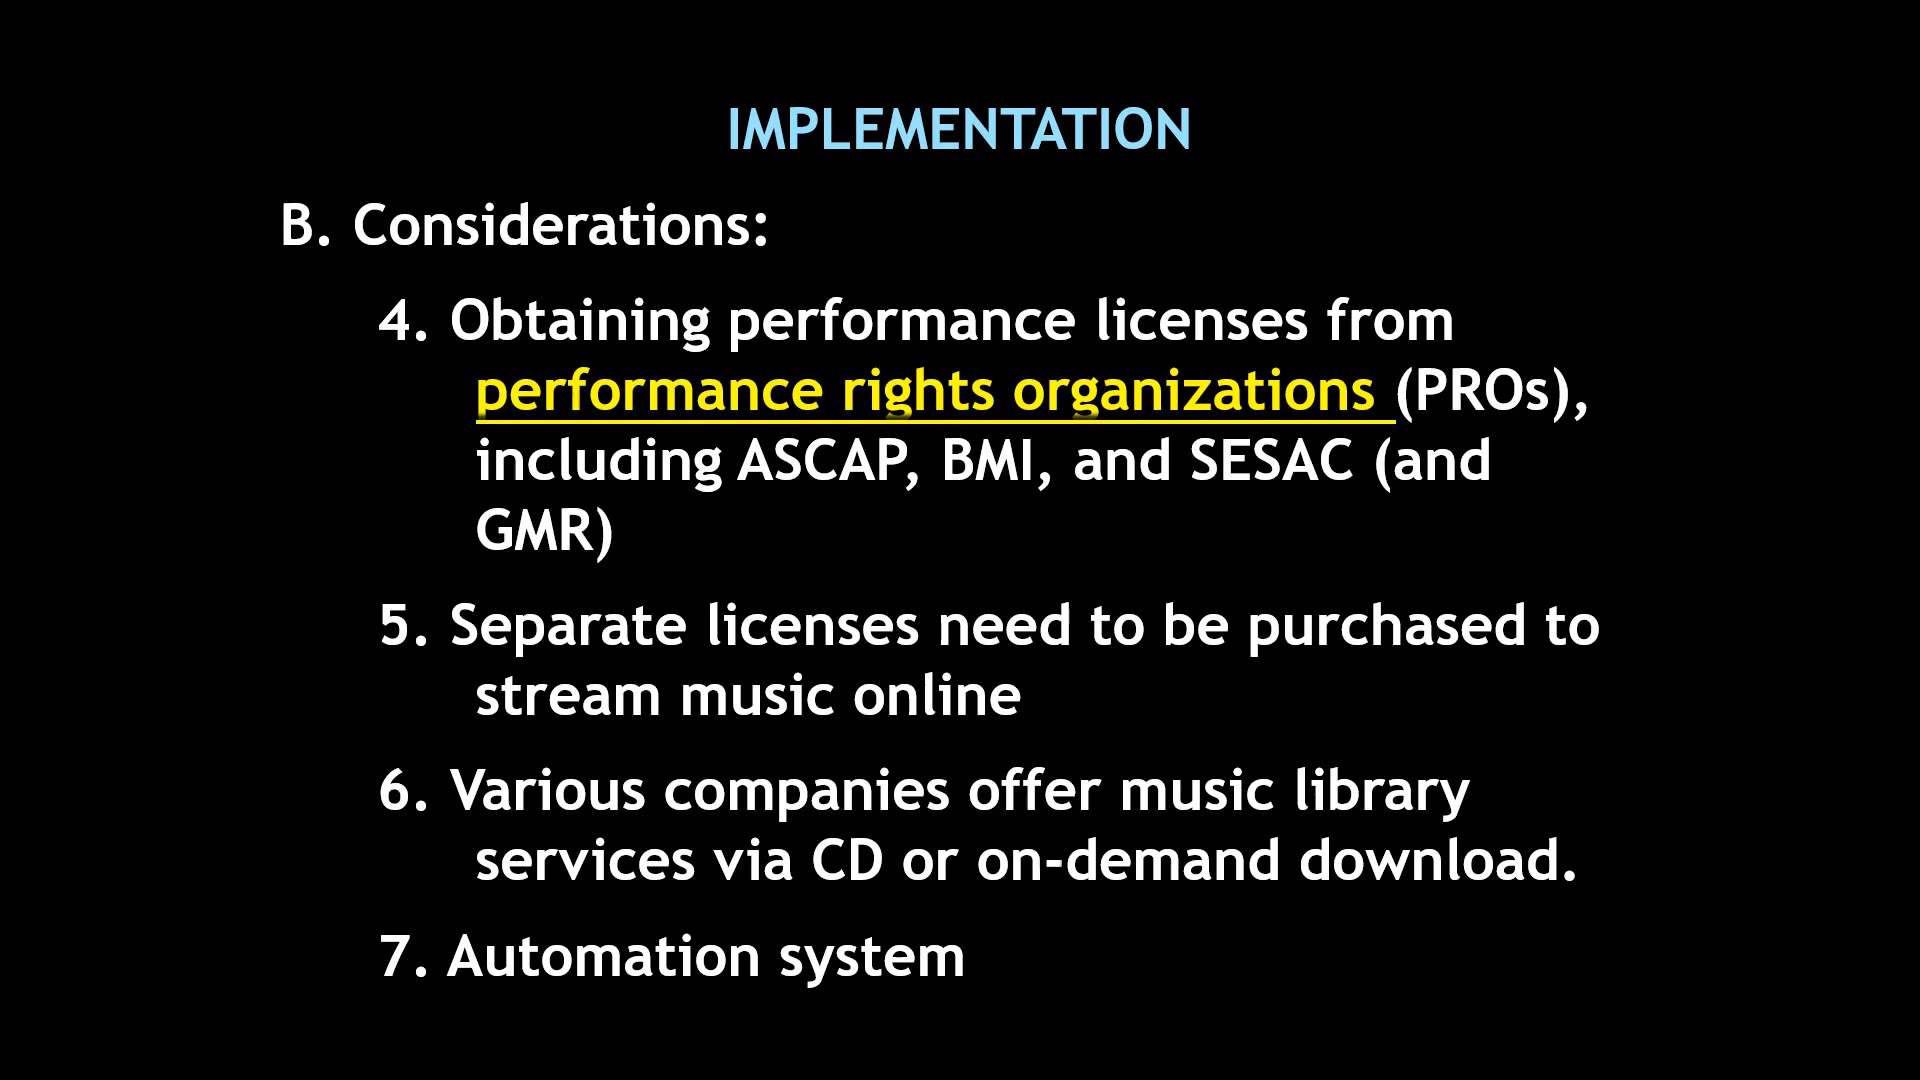 IMPLEMENTATION
B. Considerations:
4. Obtaining performance licenses from
performance rights organizations (PROs),
including ASCAP, BMI, and SESAC (and
GMR)
5. Separate licenses need to be purchased to
stream music online
6. Various companies offer music library
services via CD or on-demand download.
7. Automation system